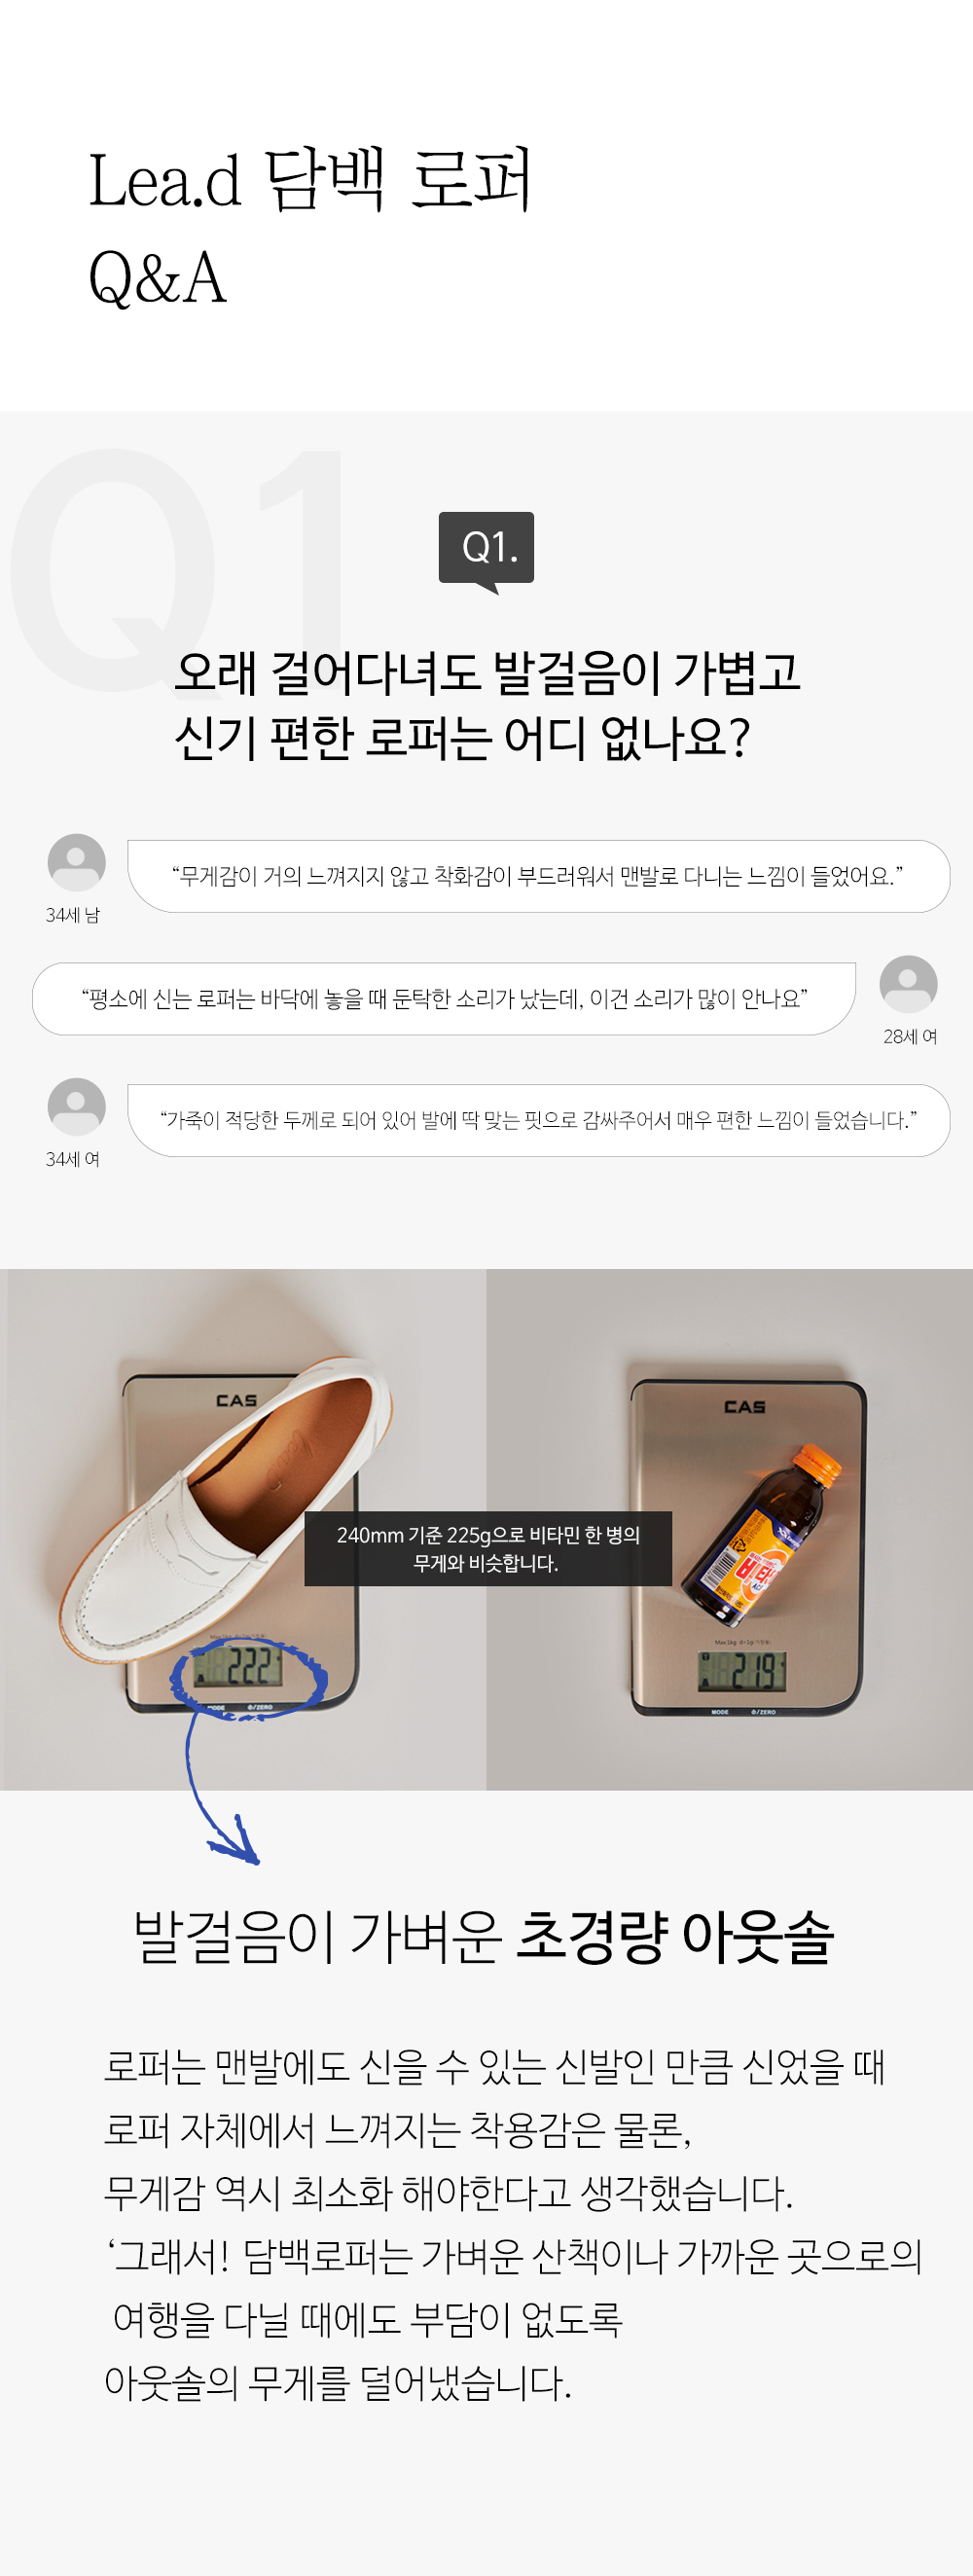 Lea.d 담백 로퍼
Q&A
Q1
Q1.
오래 걸어다녀도 발걸음이 가볍고
신기 편한 로퍼는 어디 없나요?
“무게감이 거의 느껴지지 않고 착화감이 부드러워서 맨발로 다니는 느낌이 들었어요.”
34세 남
“평소에 신는 로퍼는 바닥에 놓을 때 둔탁한 소리가 났는데, 이건 소리가 많이 안나요”
28세 여
“가죽이 적당한 두께로 되어 있어 발에 딱 맞는 핏으로 감싸주어서 매우 편한 느낌이 들었습니다.”
34세 여
CAS
CAS
240mm 기준 225g으로 비타민 한 병의
무게와 비슷합니다.
222
MODE ⏻/ZERO
Max 1kg d=1g
219
MODE ⏻/ZERO
발걸음이 가벼운 초경량 아웃솔
로퍼는 맨발에도 신을 수 있는 신발인 만큼 신었을 때
로퍼 자체에서 느껴지는 착용감은 물론,
무게감 역시 최소화 해야한다고 생각했습니다.
‘그래서! 담백로퍼는 가벼운 산책이나 가까운 곳으로의
여행을 다닐 때에도 부담이 없도록
아웃솔의 무게를 덜어냈습니다.